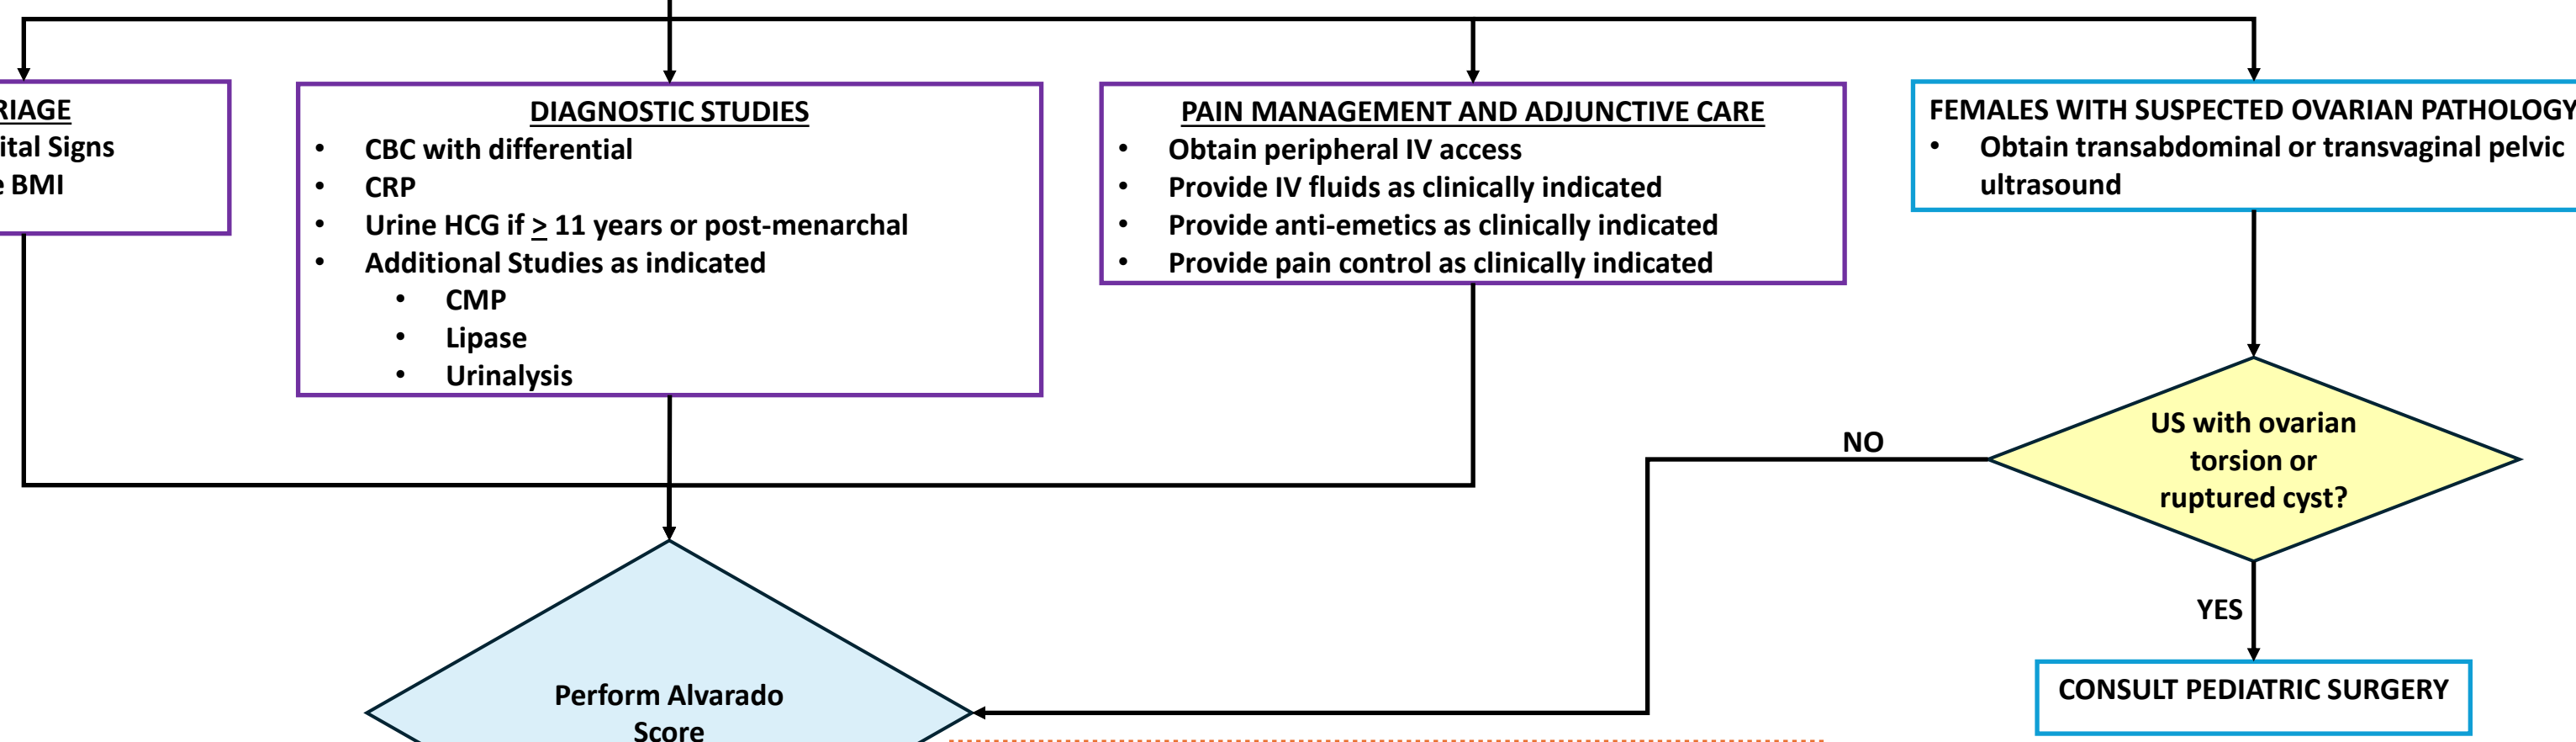 RIAGE
ital Signs
e BMI
DIAGNOSTIC STUDIES
• CBC with differential
• CRP
• Urine HCG if ≥ 11 years or post-menarchal
• Additional Studies as indicated
• CMP
• Lipase
• Urinalysis
PAIN MANAGEMENT AND ADJUNCTIVE CARE
• Obtain peripheral IV access
• Provide IV fluids as clinically indicated
• Provide anti-emetics as clinically indicated
• Provide pain control as clinically indicated
FEMALES WITH SUSPECTED OVARIAN PATHOLOGY
• Obtain transabdominal or transvaginal pelvic
ultrasound
US with ovarian
torsion or
ruptured cyst?
NO
YES
CONSULT PEDIATRIC SURGERY
Perform Alvarado
Score